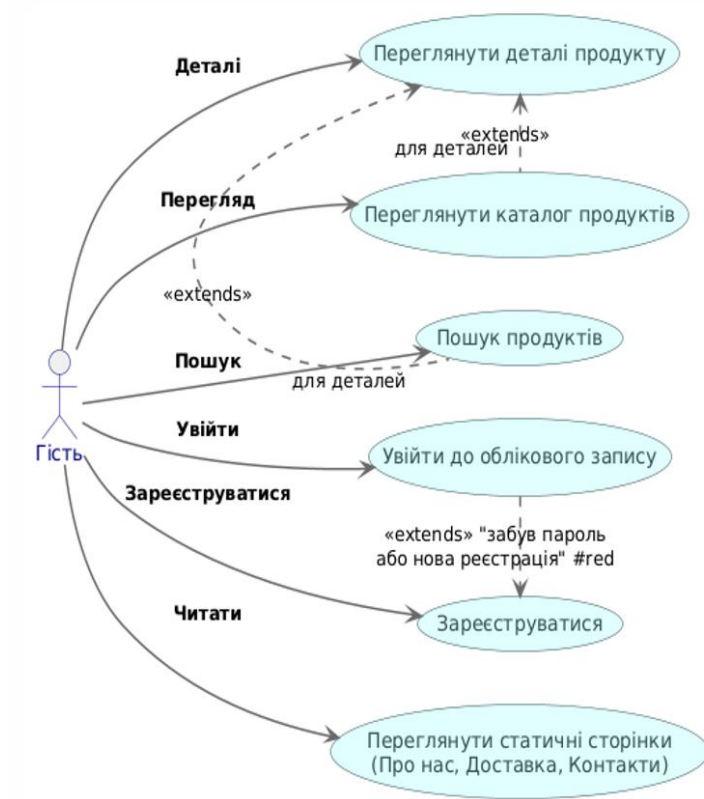 Деталі
Переглянути деталі продукту
«extends»
для деталей
Перегляд
Переглянути каталог продуктів
«extends»
Пошук
Пошук продуктів
для деталей
Гість
Увійти
Увійти до облікового запису
Зареєструватися
«extends» "забув пароль
або нова реєстрація" #red
Читати
Зареєструватися
Переглянути статичні сторінки
(Про нас, Доставка, Контакти)